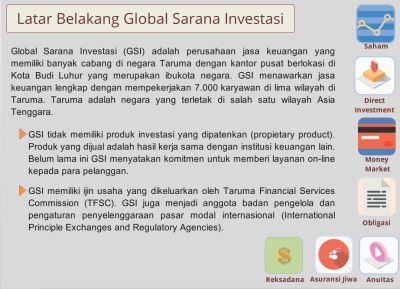 Latar Belakang Global Sarana Investasi
Global Sarana Investasi (GSI) adalah perusahaan jasa keuangan yang
memiliki banyak cabang di negara Taruma dengan kantor pusat berlokasi di
Kota Budi Luhur yang merupakan ibukota negara. GSI menawarkan jasa
keuangan lengkap dengan mempekerjakan 7.000 karyawan di lima wilayah di
Taruma. Taruma adalah negara yang terletak di salah satu wilayah Asia
Tenggara.
GSI tidak memiliki produk investasi yang dipatenkan (propietary product).
Produk yang dijual adalah hasil kerja sama dengan institusi keuangan lain.
Belum lama ini GSI menyatakan komitmen untuk memberi layanan on-line
kepada para pelanggan.
GSI memiliki ijin usaha yang dikeluarkan oleh Taruma Financial Services
Commission (TFSC). GSI juga menjadi anggota badan pengelola dan
pengaturan penyelenggaraan pasar modal internasional (International
Principle Exchanges and Regulatory Agencies).
Saham
Direct
Investment
Money
Market
Obligasi
$
Reksadana
Asuransi Jiwa
Anuitas